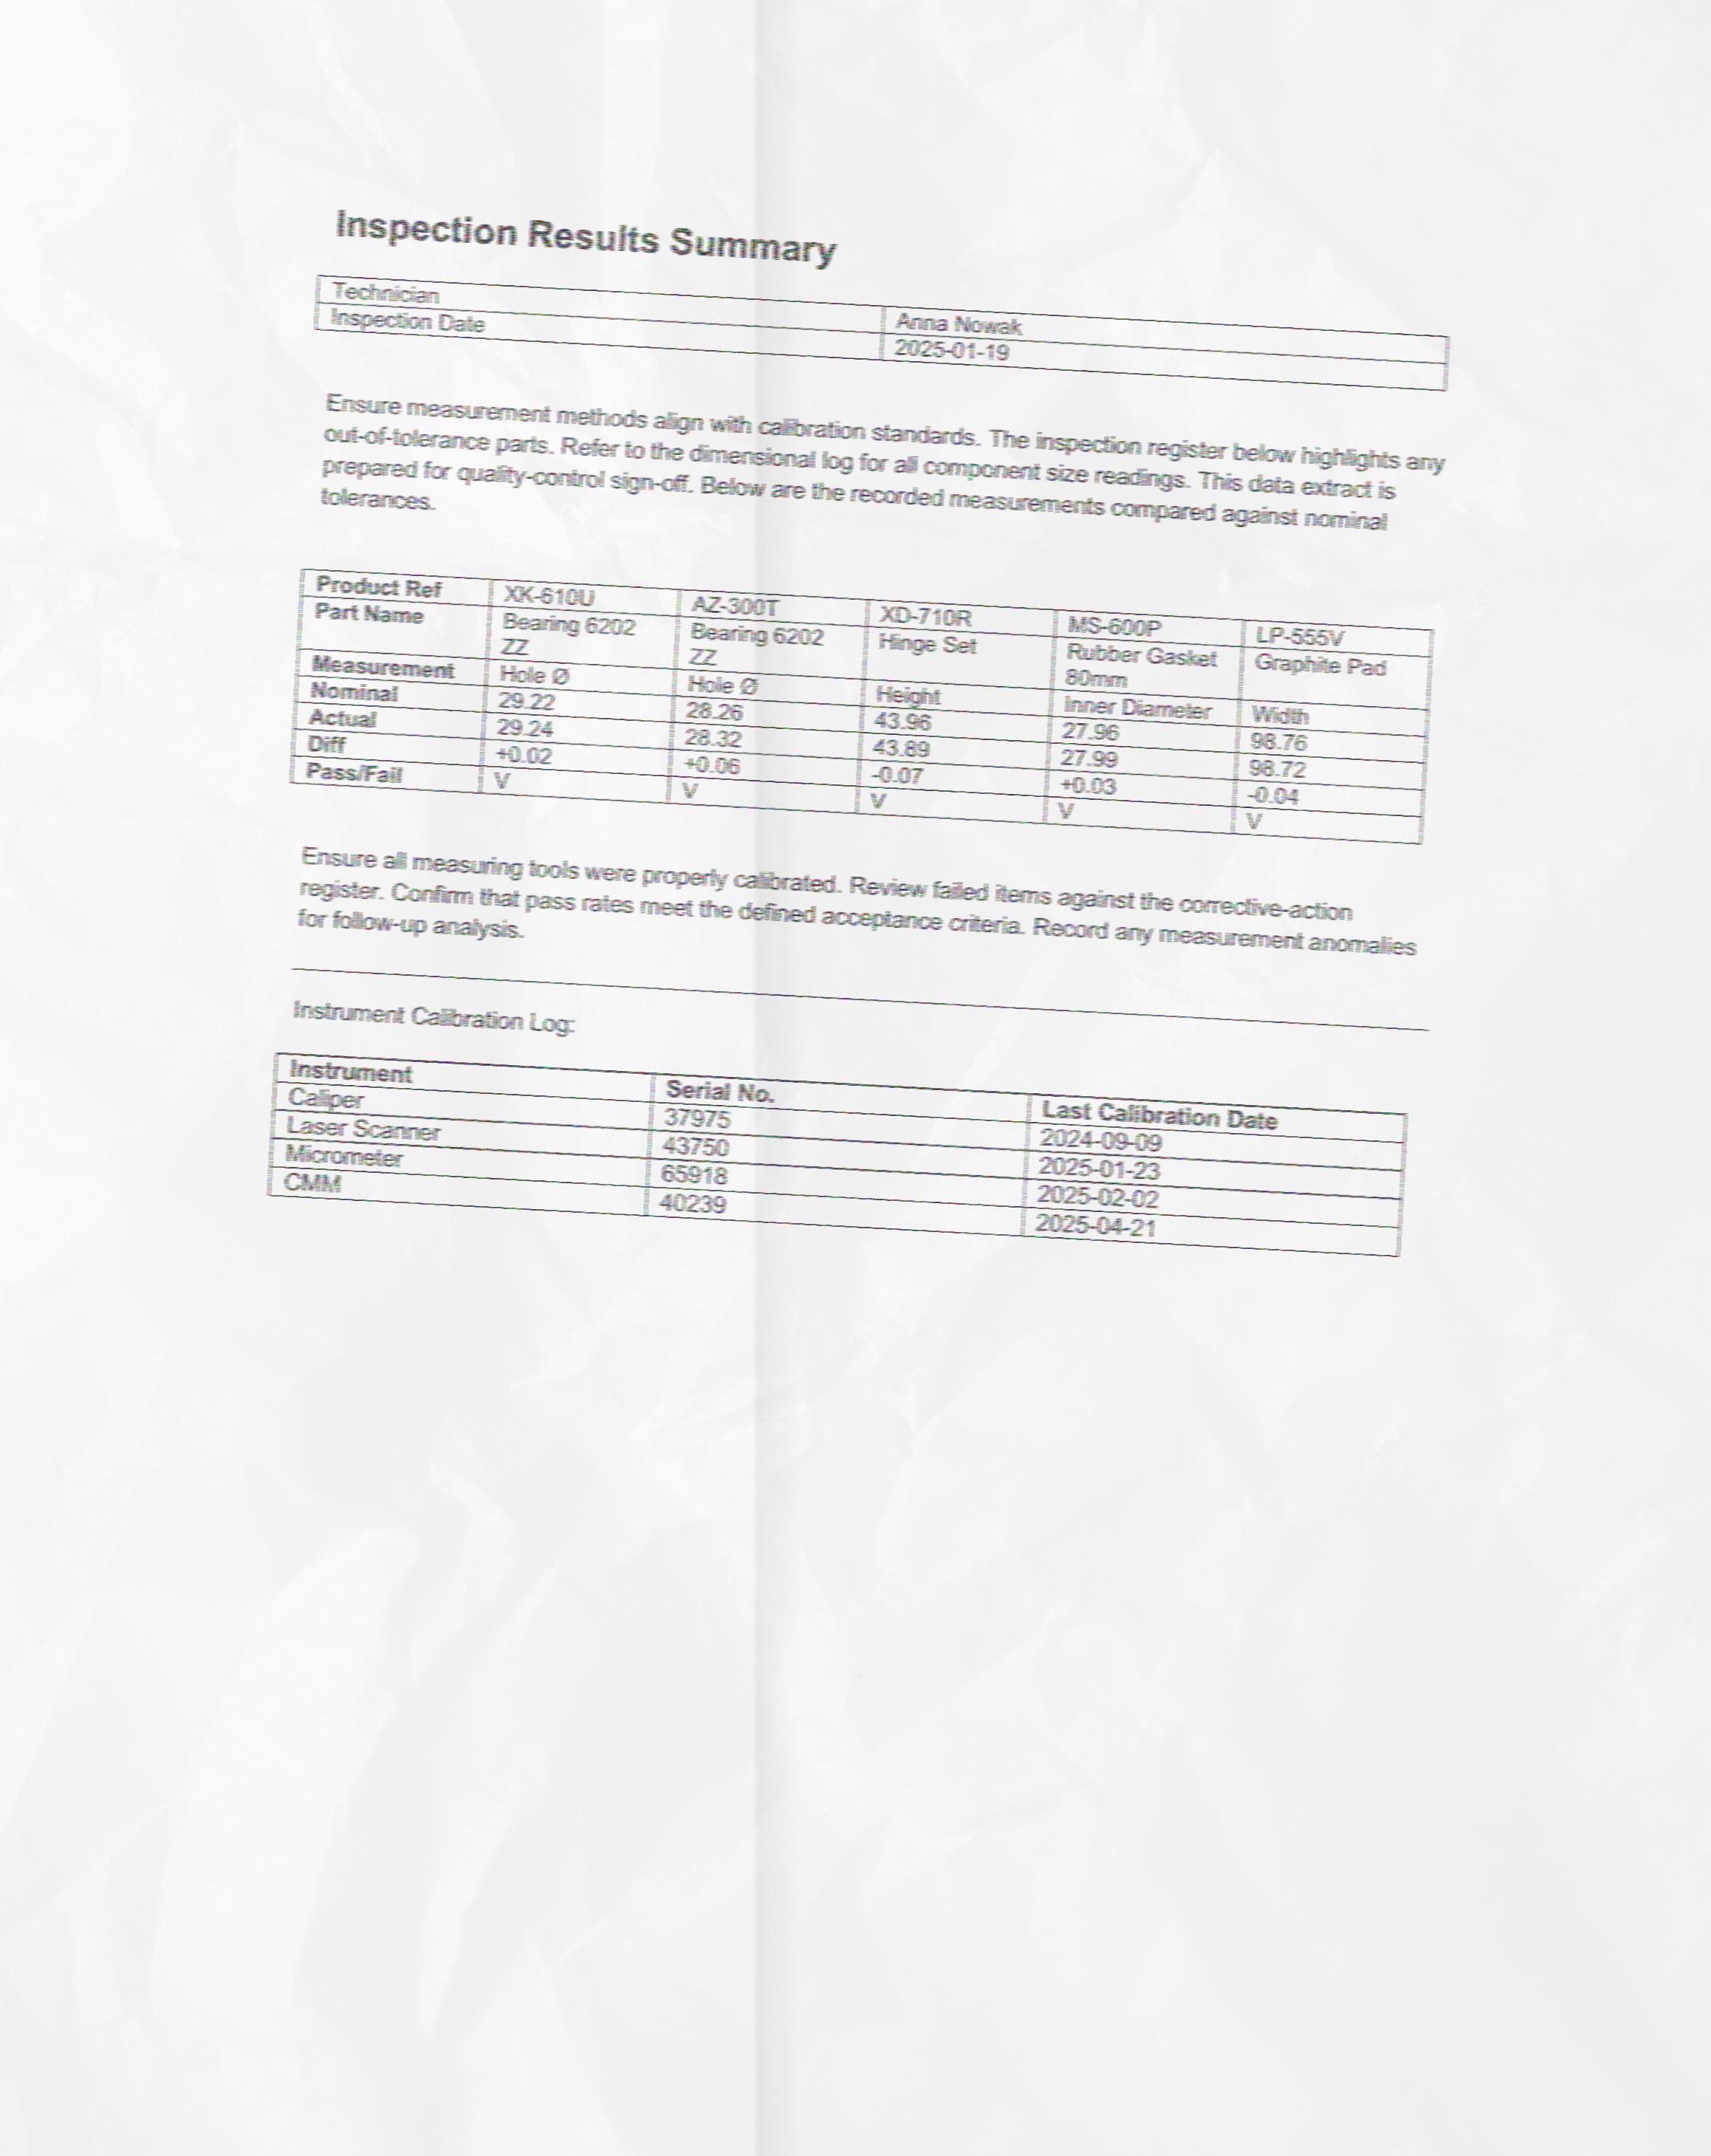 Inspection Results Summary
Technician Anna Nowak
Inspection Date 2025-01-19
Ensure measurement methods align with calibration standards. The inspection register below highlights any
out-of-tolerance parts. Refer to the dimensional log for all component size readings. This data extract is
prepared for quality-control sign-off. Below are the recorded measurements compared against nominal
tolerances.
Product Ref XK-610U AZ-300T XD-710R MS-600P LP-555V
Part Name Bearing 6202 ZZ Bearing 6202 ZZ Hinge Set Rubber Gasket 80mm Graphite Pad
Measurement Hole Ø Hole Ø Height Inner Diameter Width
Nominal 29.22 28.26 43.96 27.96 98.76
Actual 29.24 28.32 43.89 27.99 98.72
Diff +0.02 +0.06 -0.07 +0.03 -0.04
Pass/Fail V V V V V
Ensure all measuring tools were properly calibrated. Review failed items against the corrective-action
register. Confirm that pass rates meet the defined acceptance criteria. Record any measurement anomalies
for follow-up analysis.
Instrument Calibration Log:
Instrument Serial No. Last Calibration Date
Caliper 37975 2024-09-09
Laser Scanner 43750 2025-01-23
Micrometer 65918 2025-02-02
CMM 40239 2025-04-21